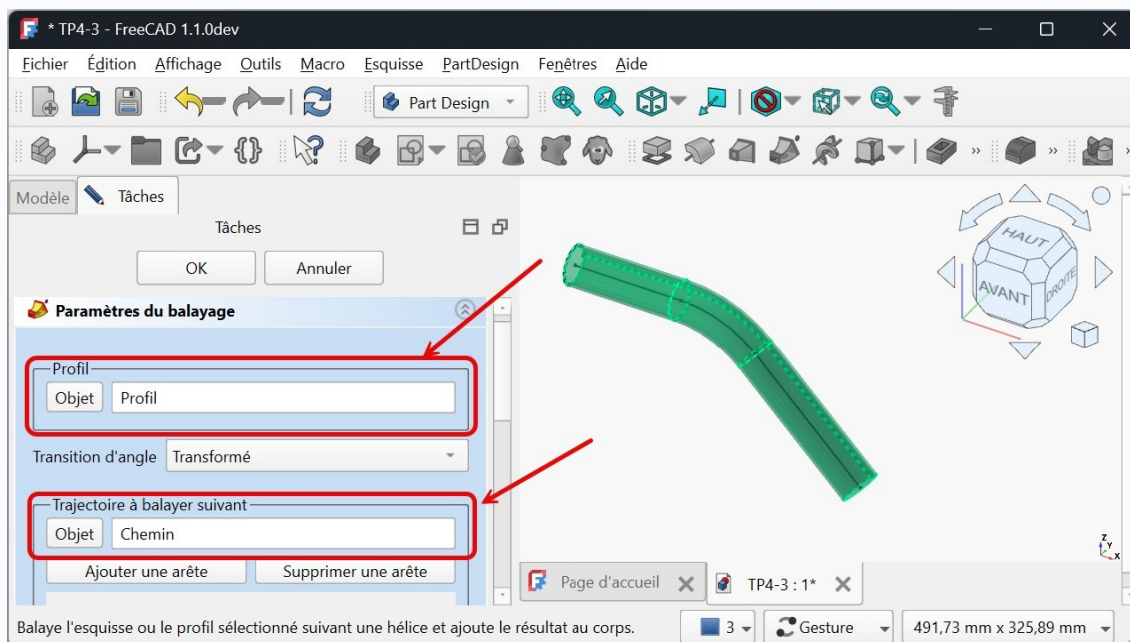 * TP4-3 - FreeCAD 1.1.0dev
Fichier Édition Affichage Outils Macro Esquisse PartDesign Fenêtres Aide
Part Design
Modèle Tâches
Tâches
OK Annuler
Paramètres du balayage
Profil
Objet Profil
Transition d'angle Transformé
Trajectoire à balayer suivant
Objet Chemin
Ajouter une arête Supprimer une arête
HAUT
AVANT DROITE
Z
Y
X
Page d'accueil TP4-3 : 1*
Balaye l'esquisse ou le profil sélectionné suivant une hélice et ajoute le résultat au corps. 3 Gesture 491,73 mm x 325,89 mm